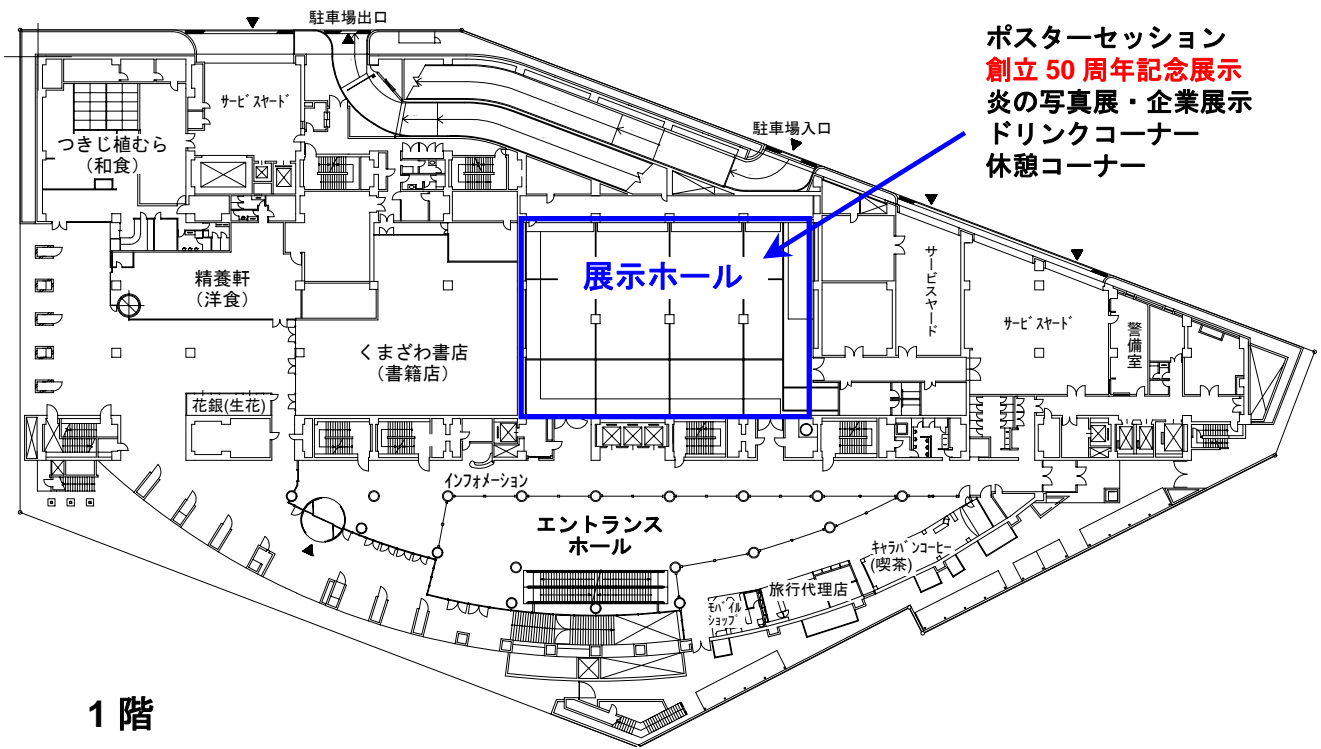 駐車場出口
ポスターセッション
創立 50 周年記念展示
炎の写真展・企業展示
ドリンクコーナー
休憩コーナー
サービスヤード
駐車場入口
つきじ植むら
(和食)
展示ホール
サービスヤード
精養軒
(洋食)
サービスヤード
警備室
くまざわ書店
(書籍店)
花銀(生花)
インフォメーション
エントランス
ホール
キャラバンコーヒー
(喫茶)
旅行代理店
モバイル
ショップ
1 階